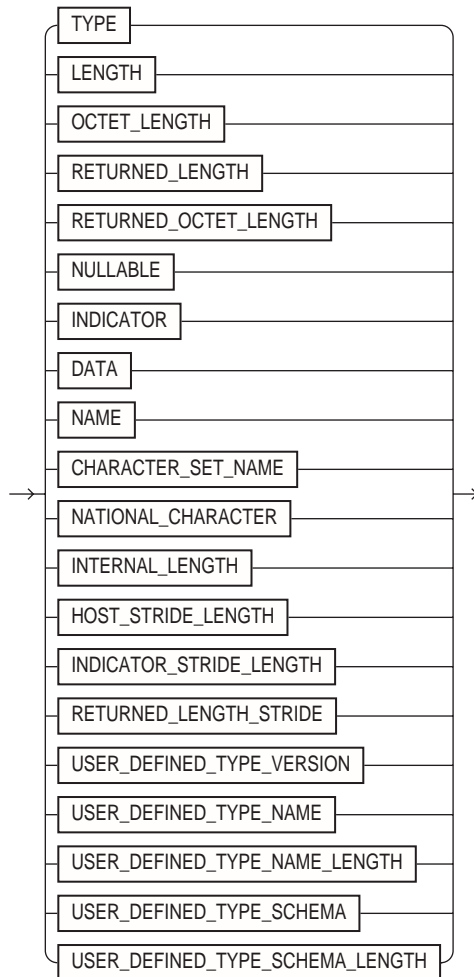 TYPE
LENGTH
OCTET_LENGTH
RETURNED_LENGTH
RETURNED_OCTET_LENGTH
NULLABLE
INDICATOR
DATA
NAME
CHARACTER_SET_NAME
NATIONAL_CHARACTER
INTERNAL_LENGTH
HOST_STRIDE_LENGTH
INDICATOR_STRIDE_LENGTH
RETURNED_LENGTH_STRIDE
USER_DEFINED_TYPE_VERSION
USER_DEFINED_TYPE_NAME
USER_DEFINED_TYPE_NAME_LENGTH
USER_DEFINED_TYPE_SCHEMA
USER_DEFINED_TYPE_SCHEMA_LENGTH